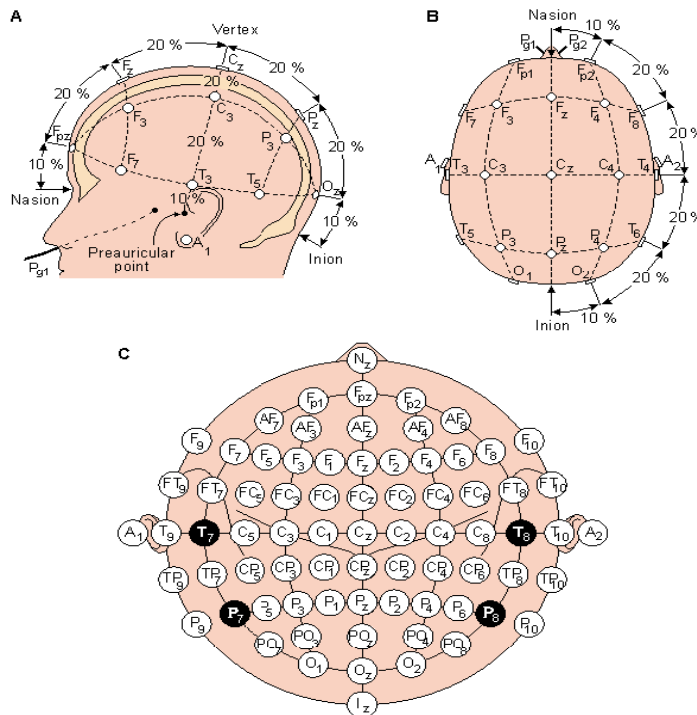 A
Vertex
20 %
20 %
Fz
Cz
20 %
20 %
20 %
F3
C3
Pz
P3
Fpz
20 %
10 %
F7
T3
T5
Oz
Nasion
10 %
10 %
Preauricular
point
A1
Inion
Pg1
B
Nasion
10 %
Pg1
Pg2
Fp1
Fp2
20 %
F7
F3
Fz
F4
F8
20 %
A1
T3
C3
Cz
C4
T4
A2
20 %
T5
P3
Pz
P4
T6
20 %
O1
O2
10 %
Inion
C
Nz
Fp1 Fpz Fp2
AF7 AF3 AFz AF4 AF8
F9 F7 F5 F3 F1 Fz F2 F4 F6 F8 F10
FT9 FT7 FC5 FC3 FC1 FCz FC2 FC4 FC6 FT8 FT10
A1 T9 T7 C5 C3 C1 Cz C2 C4 C8 T8 T10 A2
TP9 TP7 CP5 CP3 CP1 CPz CP2 CP4 CP6 TP8 TP10
P9 P7 P5 P3 P1 Pz P2 P4 P6 P8 P10
PO7 PO3 POz PO4 PO8
O1 Oz O2
Iz